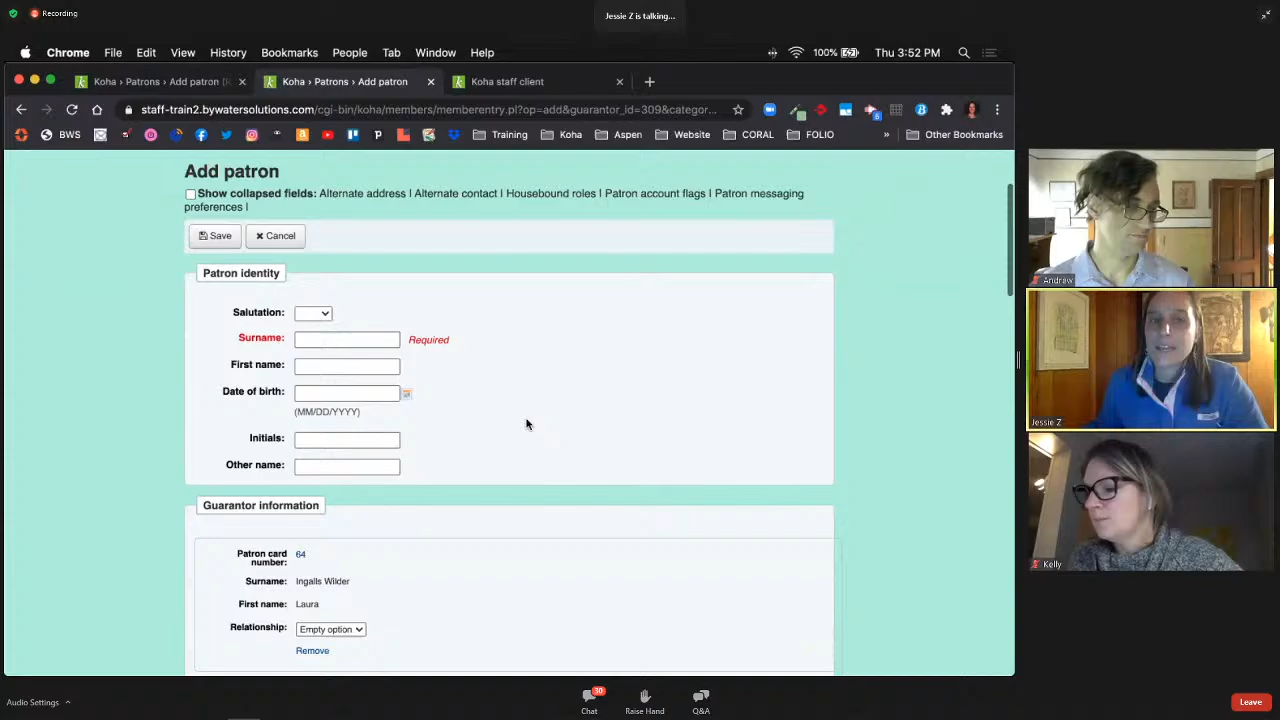 Recording
Jessie Z is talking...
Chrome File Edit View History Bookmarks People Tab Window Help
100% Thu 3:52 PM
Koha › Patrons › Add patron (
Koha › Patrons › Add patron
Koha staff client
staff-train2.bywatersolutions.com/cgi-bin/koha/members/memberentry.pl?op=add&guarantor_id=309&categor...
6
BWS Training Koha Aspen Website CORAL FOLIO » Other Bookmarks
Add patron
Show collapsed fields: Alternate address | Alternate contact | Housebound roles | Patron account flags | Patron messaging
preferences |
Save Cancel
Patron identity
Salutation:
Surname: Required
First name:
Date of birth:
(MM/DD/YYYY)
Initials:
Other name:
Guarantor information
Patron card
number: 64
Surname: Ingalls Wilder
First name: Laura
Relationship: Empty option
Remove
Andrew
Jessie Z
Kelly
Audio Settings
30
Chat
Raise Hand
Q&A
Leave